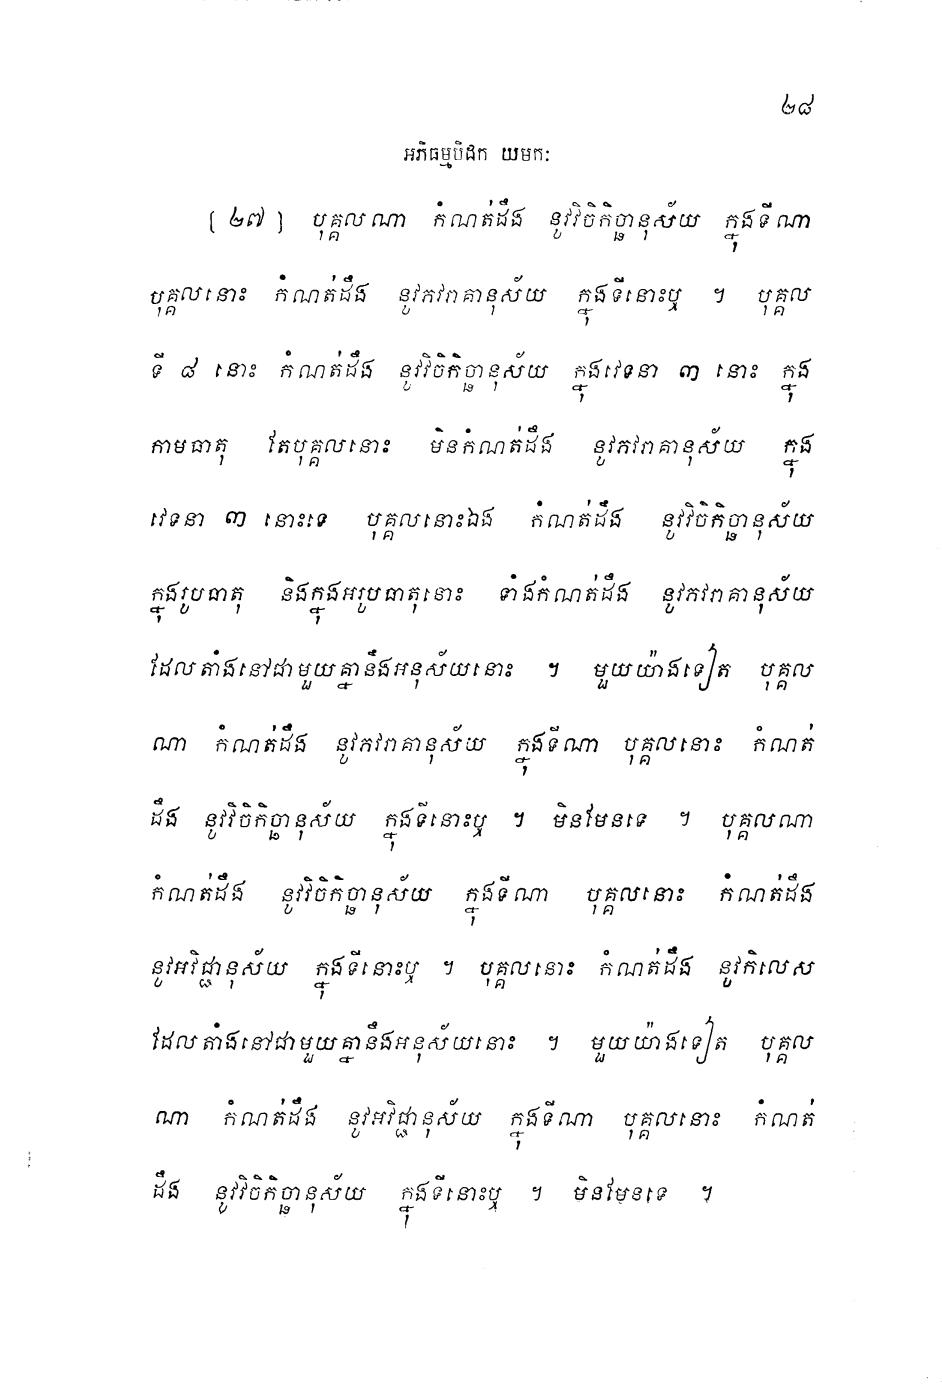 ២៨
អភិធម្មបិដក យមកៈ
[ ២៧ ] បុគ្គលណា កំណត់ដឹង នូវវិចិកិច្ឆានុស័យ ក្នុងទីណា
បុគ្គលនោះ កំណត់ដឹង នូវភវរាគានុស័យ ក្នុងទីនោះឬ ។ បុគ្គល
ទី ៨ នោះ កំណត់ដឹង នូវវិចិកិច្ឆានុស័យ ក្នុងវេទនា ៣ នោះ ក្នុង
កាមធាតុ តែបុគ្គលនោះ មិនកំណត់ដឹង នូវភវរាគានុស័យ ក្នុង
វេទនា ៣ នោះទេ បុគ្គលនោះឯង កំណត់ដឹង នូវវិចិកិច្ឆានុស័យ
ក្នុងរូបធាតុ និងក្នុងអរូបធាតុនោះ ទាំងកំណត់ដឹង នូវភវរាគានុស័យ
ដែលតាំងនៅជាមួយគ្នានឹងអនុស័យនោះ ។ មួយយ៉ាងទៀត បុគ្គល
ណា កំណត់ដឹង នូវភវរាគានុស័យ ក្នុងទីណា បុគ្គលនោះ កំណត់
ដឹង នូវវិចិកិច្ឆានុស័យ ក្នុងទីនោះឬ ។ មិនមែនទេ ។ បុគ្គលណា
កំណត់ដឹង នូវវិចិកិច្ឆានុស័យ ក្នុងទីណា បុគ្គលនោះ កំណត់ដឹង
នូវអវិជ្ជានុស័យ ក្នុងទីនោះឬ ។ បុគ្គលនោះ កំណត់ដឹង នូវកិលេស
ដែលតាំងនៅជាមួយគ្នានឹងអនុស័យនោះ ។ មួយយ៉ាងទៀត បុគ្គល
ណា កំណត់ដឹង នូវអវិជ្ជានុស័យ ក្នុងទីណា បុគ្គលនោះ កំណត់
ដឹង នូវវិចិកិច្ឆានុស័យ ក្នុងទីនោះឬ ។ មិនមែនទេ ។